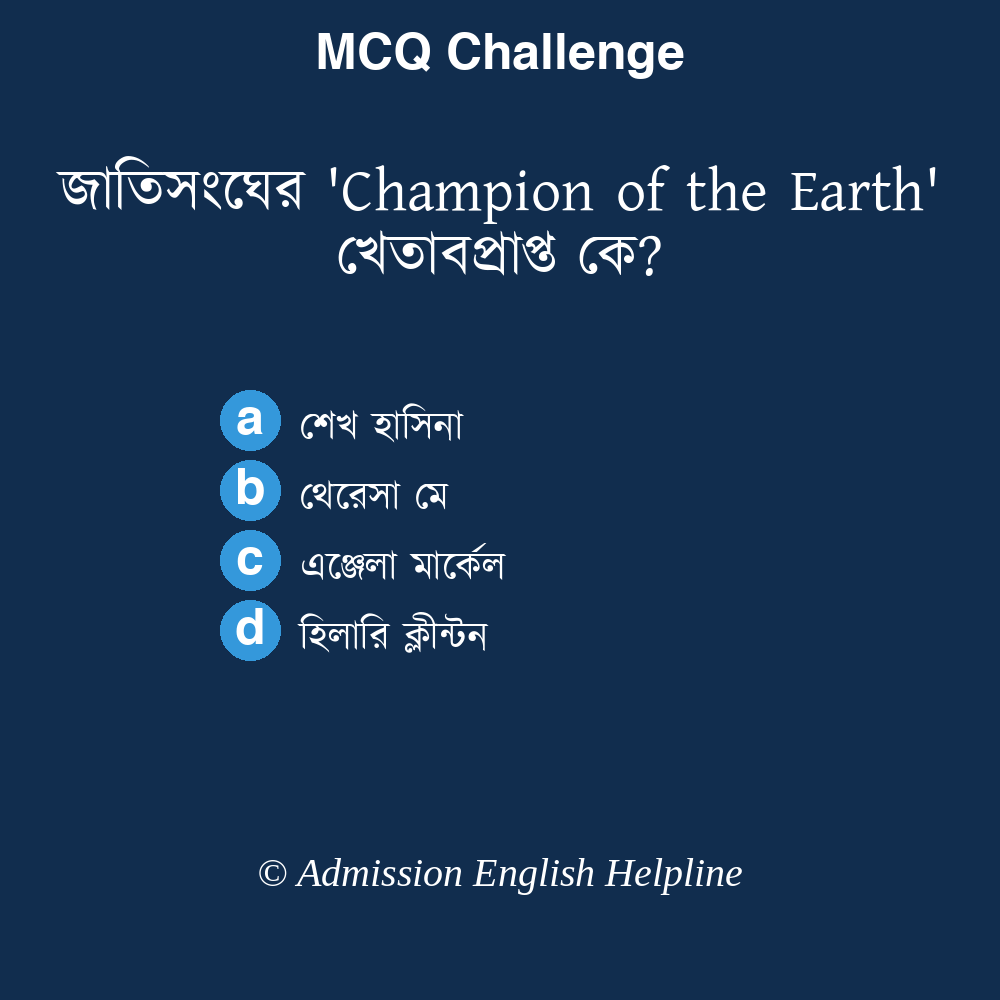 MCQ Challenge
জাতিসংঘের 'Champion of the Earth'
খেতাবপ্রাপ্ত কে?
a শেখ হাসিনা
b থেরেসা মে
c এঞ্জেলা মার্কেল
d হিলারি ক্লীন্টন
© Admission English Helpline